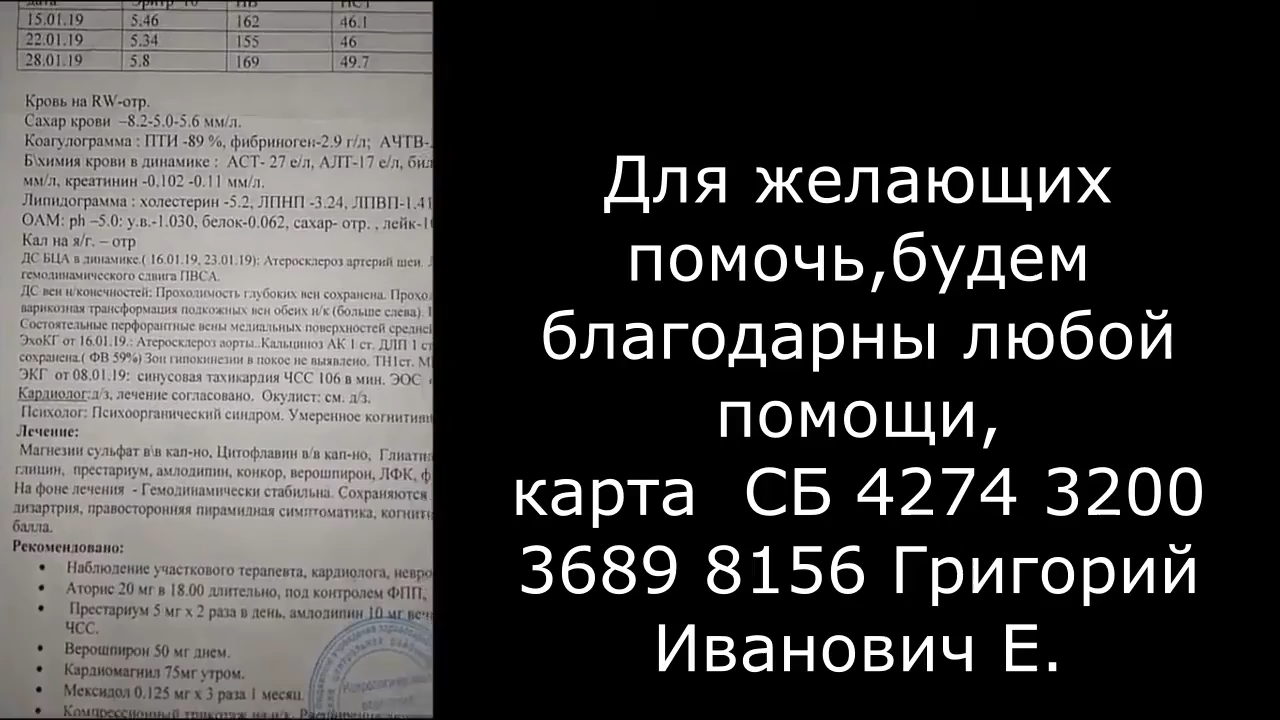 15.01.19 5.46 162 46.1
22.01.19 5.34 155 46
28.01.19 5.8 169 49.7
Кровь на RW-отр.
Сахар крови –8.2-5.0-5.6 мм/л.
Коагулограмма : ПТИ -89 %, фибриноген-2.9 г/л; АЧТВ-
Б\химия крови в динамике : АСТ- 27 е/л, АЛТ-17 е/л,
мм/л, креатинин -0.102 -0.11 мм/л.
Липидограмма : холестерин -5.2, ЛПНП -3.24, ЛПВП-1.41
ОАМ: ph –5.0: у.в.-1.030, белок-0.062, сахар- отр. ,
Кал на я/г. – отр
ДС БЦА в динамике.( 16.01.19, 23.01.19): Атеросклероз артерий шеи.
гемодинамического сдвига ПВСА.
ДС вен н/конечностей: Проходимость глубоких вен сохранена.
варикозная трансформация подкожных вен обеих н/к (больше слева).
Состоятельные перфорантные вены медиальных поверхностей
ЭхоКГ от 16.01.19.: Атеросклероз аорты..Кальциноз АК 1 ст. ДЛП 1 ст
сохранена.( ФВ 59%) Зон гипокинезии в покое не выявлено. ТН1ст.
ЭКГ от 08.01.19: синусовая тахикардия ЧСС 106 в мин. ЭОС
Кардиолог:д/з, лечение согласовано. Окулист: см. д/з.
Психолог: Психоорганический синдром. Умеренное
Лечение:
Магнезии сульфат в\в кап-но, Цитофлавин в/в кап-но,
глицин, престариум, амлодипин, конкор, верошпирон, ЛФК,
На фоне лечения - Гемодинамически стабильна. Сохраняются
дизартрия, правосторонняя пирамидная симптоматика,
балла.
Рекомендовано:
• Наблюдение участкового терапевта, кардиолога,
• Аторис 20 мг в 18.00 длительно, под контролем ФПП,
• Престариум 5 мг х 2 раза в день, амлодипин 10 мг
ЧСС.
• Верошпирон 50 мг днем.
• Кардиомагнил 75мг утром.
• Мексидол 0.125 мг х 3 раза 1 месяц.
• Компрессионный трикотаж на н/к.
Для желающих
помочь,будем
благодарны любой
помощи,
карта СБ 4274 3200
3689 8156 Григорий
Иванович Е.